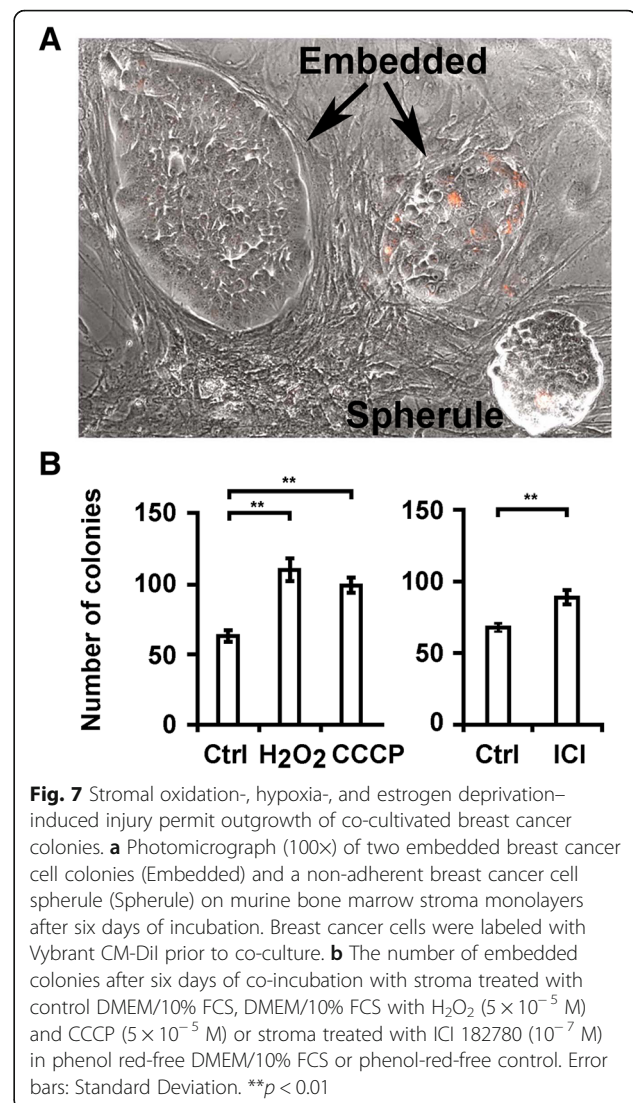 A
Embedded
Spherule
B
Number of colonies
150
100
50
0
**
**
Ctrl H2O2 CCCP
150
100
50
0
**
Ctrl ICI
Fig. 7 Stromal oxidation-, hypoxia-, and estrogen deprivation–
induced injury permit outgrowth of co-cultivated breast cancer
colonies. a Photomicrograph (100×) of two embedded breast cancer
cell colonies (Embedded) and a non-adherent breast cancer cell
spherule (Spherule) on murine bone marrow stroma monolayers
after six days of incubation. Breast cancer cells were labeled with
Vybrant CM-DiI prior to co-culture. b The number of embedded
colonies after six days of co-incubation with stroma treated with
control DMEM/10% FCS, DMEM/10% FCS with H₂O₂ (5 × 10⁻⁵ M)
and CCCP (5 × 10⁻⁵ M) or stroma treated with ICI 182780 (10⁻⁷ M)
in phenol red-free DMEM/10% FCS or phenol-red-free control. Error
bars: Standard Deviation. **p < 0.01